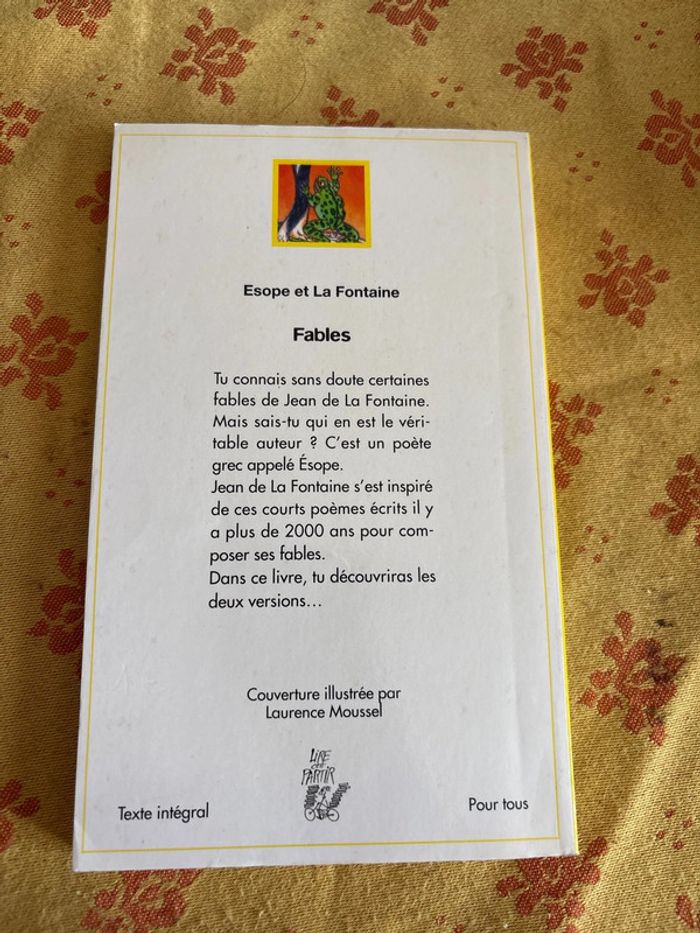 Esope et La Fontaine
Fables
Tu connais sans doute certaines
fables de Jean de La Fontaine.
Mais sais-tu qui en est le véri-
table auteur ? C'est un poète
grec appelé Ésope.
Jean de La Fontaine s'est inspiré
de ces courts poèmes écrits il y
a plus de 2000 ans pour com-
poser ses fables.
Dans ce livre, tu découvriras les
deux versions...
Couverture illustrée par
Laurence Moussel
LIRE
c'est
PARTIR
Texte intégral
Pour tous